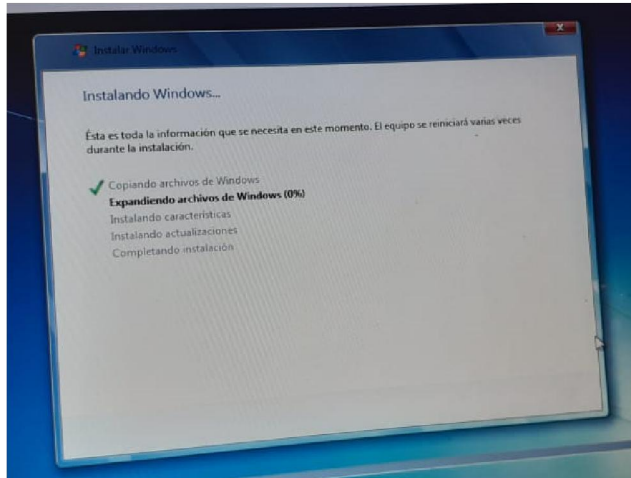 Instalar Windows
Instalando Windows...
Ésta es toda la información que se necesita en este momento. El equipo se reiniciará varias veces
durante la instalación.
Copiando archivos de Windows
Expandiendo archivos de Windows (0%)
Instalando características
Instalando actualizaciones
Completando instalación